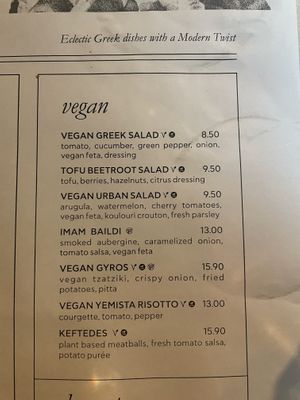 Eclectic Greek dishes with a Modern Twist
vegan
VEGAN GREEK SALAD 8.50
tomato, cucumber, green pepper, onion,
vegan feta, dressing
TOFU BEETROOT SALAD 9.50
tofu, berries, hazelnuts, citrus dressing
VEGAN URBAN SALAD 9.50
arugula, watermelon, cherry tomatoes,
vegan feta, koulouri crouton, fresh parsley
IMAM BAILDI 13.00
smoked aubergine, caramelized onion,
tomato salsa, vegan feta
VEGAN GYROS 15.90
vegan tzatziki, crispy onion, fried
potatoes, pitta
VEGAN YEMISTA RISOTTO 13.00
courgette, tomato, pepper
KEFTEDES 15.90
plant based meatballs, fresh tomato salsa,
potato purée